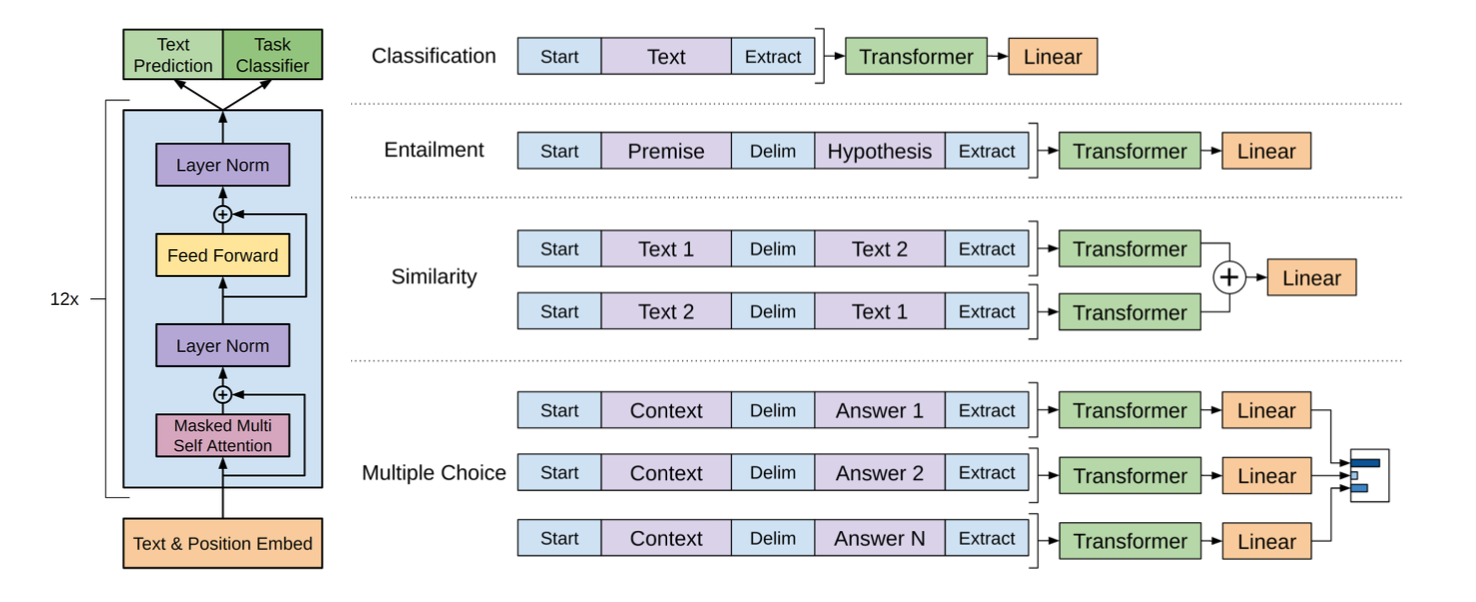 Text
Prediction
Task
Classifier
12x
Layer Norm
+
Feed Forward
Layer Norm
+
Masked Multi
Self Attention
Text & Position Embed
Classification
Start Text Extract Transformer Linear
Entailment
Start Premise Delim Hypothesis Extract Transformer Linear
Similarity
Start Text 1 Delim Text 2 Extract Transformer
+ Linear
Start Text 2 Delim Text 1 Extract Transformer
Multiple Choice
Start Context Delim Answer 1 Extract Transformer Linear
Start Context Delim Answer 2 Extract Transformer Linear
Start Context Delim Answer N Extract Transformer Linear